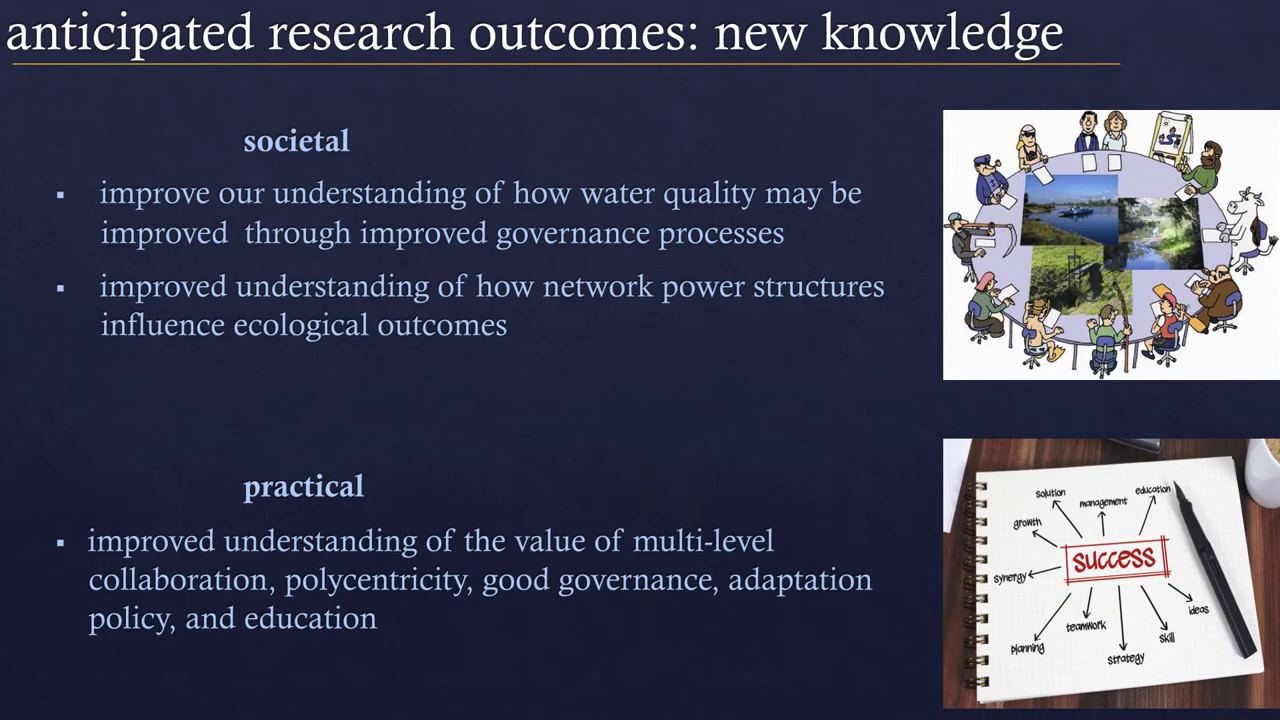 anticipated research outcomes: new knowledge
societal
▪ improve our understanding of how water quality may be
improved through improved governance processes
▪ improved understanding of how network power structures
influence ecological outcomes
practical
▪ improved understanding of the value of multi-level
collaboration, polycentricity, good governance, adaptation
policy, and education
solution
management
education
growth
success
synergy
ideas
teamwork
skill
planning
strategy